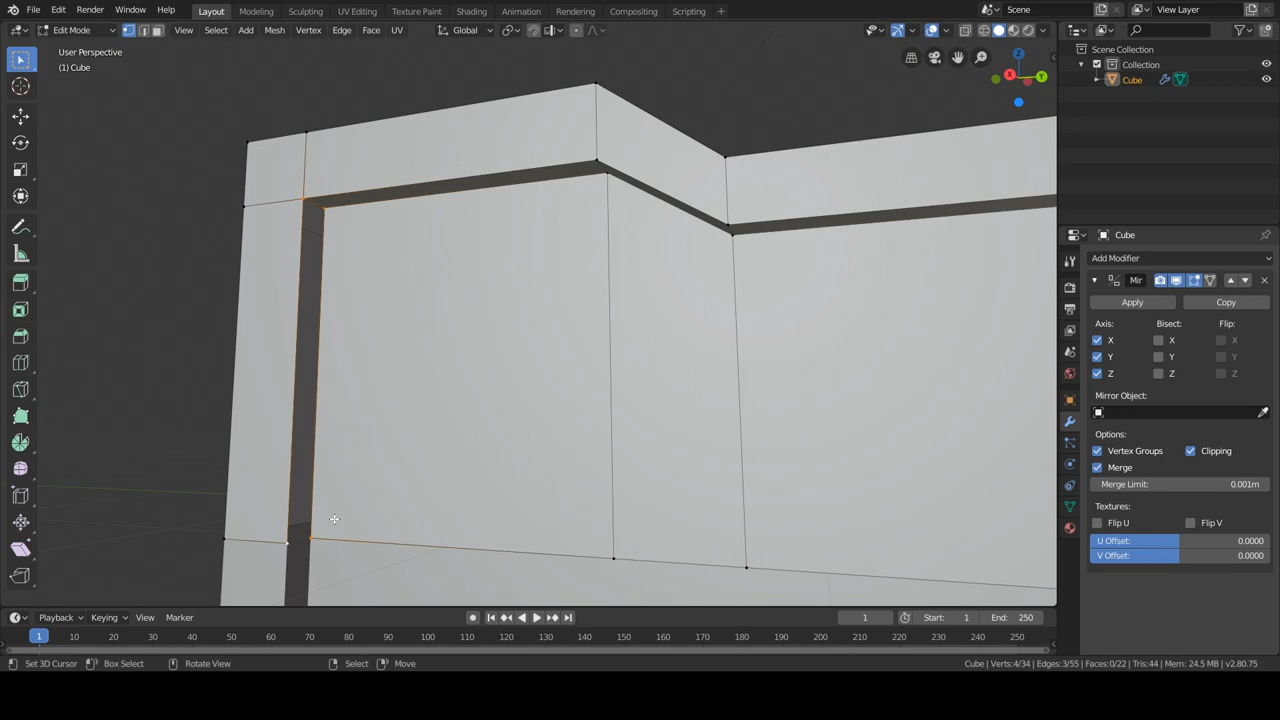 File Edit Render Window Help
Layout Modeling Sculpting UV Editing Texture Paint Shading Animation Rendering Compositing Scripting +
Scene
View Layer
Edit Mode View Select Add Mesh Vertex Edge Face UV Global
User Perspective
(1) Cube
Z
X
Y
Scene Collection
Collection
Cube
Cube
Add Modifier
Mir
Apply Copy
Axis: Bisect: Flip:
X X X
Y Y Y
Z Z Z
Mirror Object:
Options:
Vertex Groups Clipping
Merge
Merge Limit: 0.001m
Textures:
Flip U Flip V
U Offset: 0.0000
V Offset: 0.0000
Playback Keying View Marker 1 Start: 1 End: 250
1 10 20 30 40 50 60 70 80 90 100 110 120 130 140 150 160 170 180 190 200 210 220 230 240 250
Set 3D Cursor Box Select Rotate View Select Move Cube | Verts:4/34 | Edges:3/55 | Faces:0/22 | Tris:44 | Mem: 24.5 MB | v2.80.75